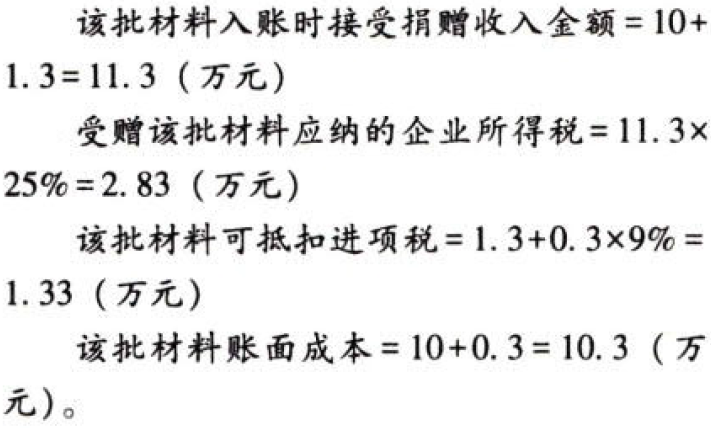 该批材料入账时接受捐赠收入金额=10+
1.3=11.3（万元）
受赠该批材料应纳的企业所得税=11.3×
25%=2.83（万元）
该批材料可抵扣进项税=1.3+0.3×9%=
1.33（万元）
该批材料账面成本=10+0.3=10.3（万
元）。